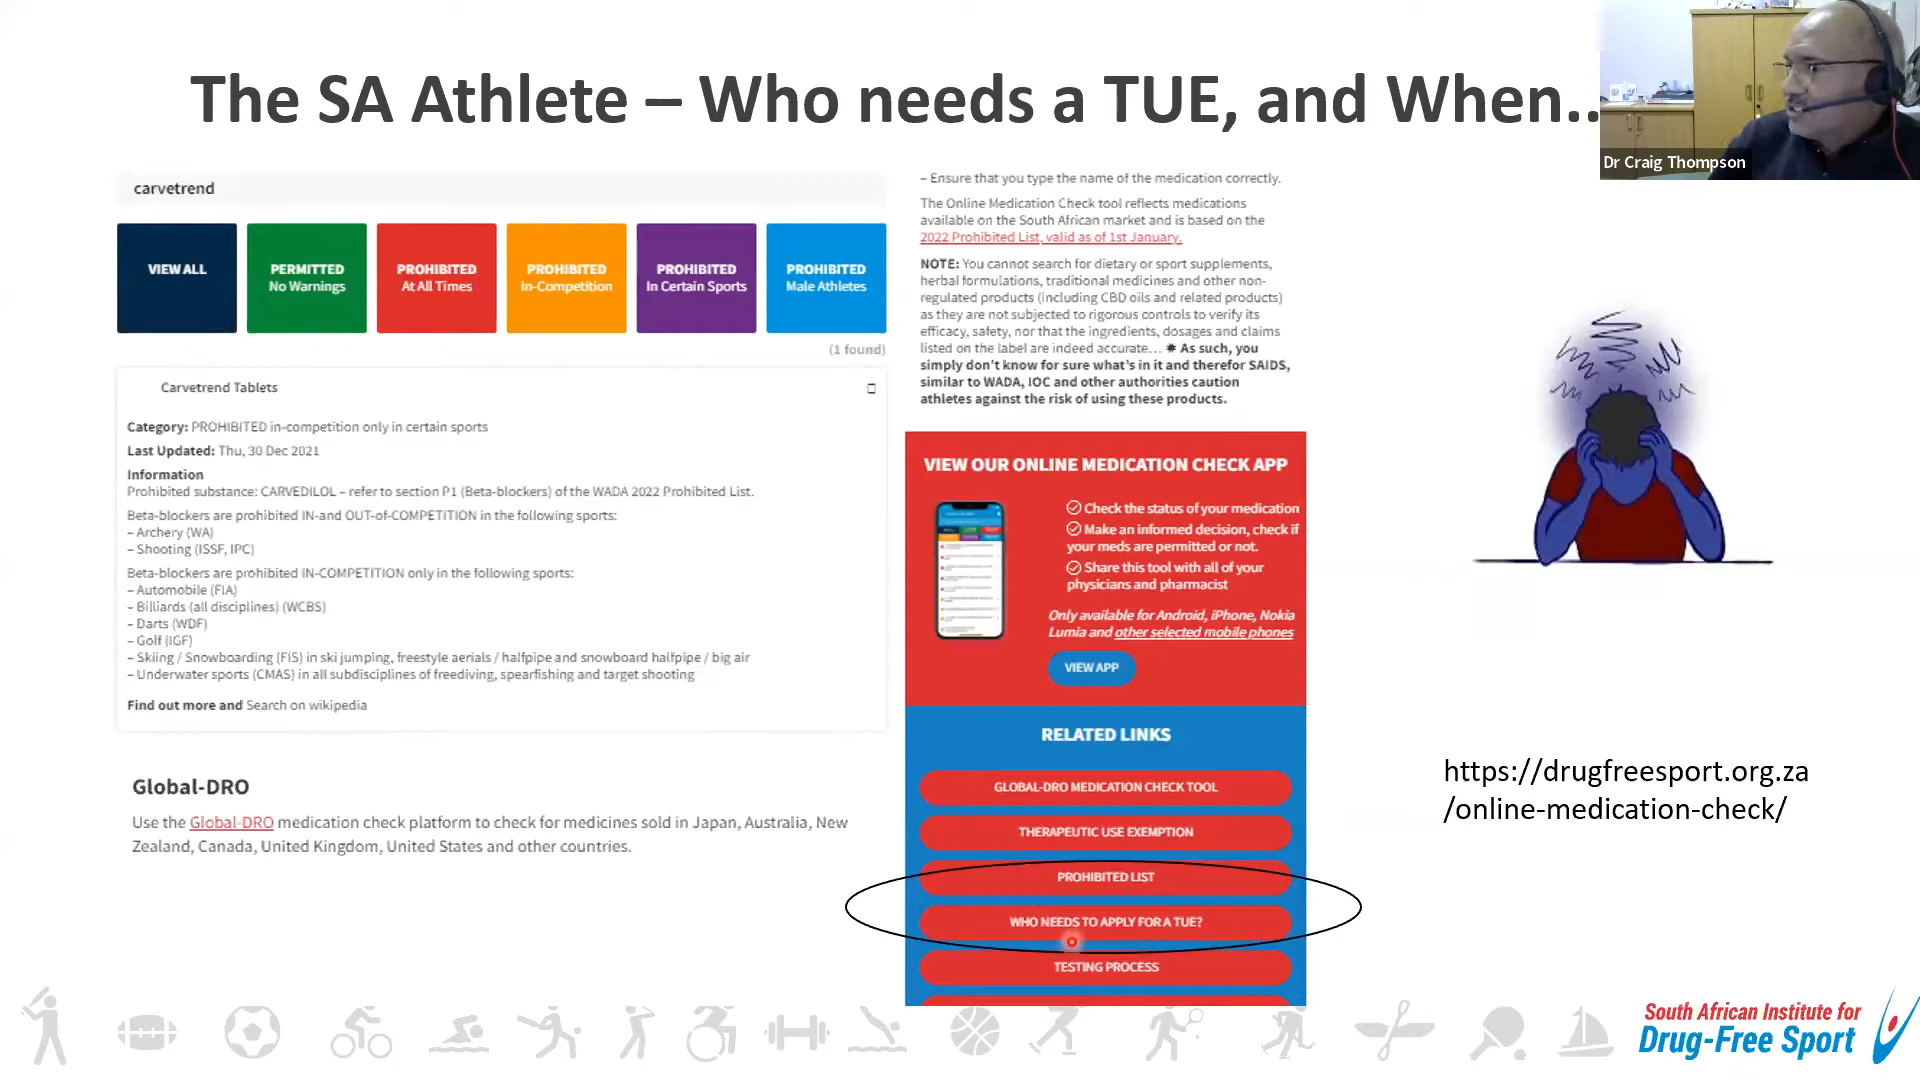 The SA Athlete – Who needs a TUE, and When..
Dr Craig Thompson
carvetrend
VIEW ALL
PERMITTED
No Warnings
PROHIBITED
At All Times
PROHIBITED
In-Competition
PROHIBITED
In Certain Sports
PROHIBITED
Male Athletes
(1 found)
Carvetrend Tablets
Category: PROHIBITED in-competition only in certain sports
Last Updated: Thu, 30 Dec 2021
Information
Prohibited substance: CARVEDILOL – refer to section P1 (Beta-blockers) of the WADA 2022 Prohibited List.
Beta-blockers are prohibited IN-and OUT-of-COMPETITION in the following sports:
– Archery (WA)
– Shooting (ISSF, IPC)
Beta-blockers are prohibited IN-COMPETITION only in the following sports:
– Automobile (FIA)
– Billiards (all disciplines) (WCBS)
– Darts (WDF)
– Golf (IGF)
– Skiing / Snowboarding (FIS) in ski jumping, freestyle aerials / halfpipe and snowboard halfpipe / big air
– Underwater sports (CMAS) in all subdisciplines of freediving, spearfishing and target shooting
Find out more and Search on wikipedia
Global-DRO
Use the Global-DRO medication check platform to check for medicines sold in Japan, Australia, New
Zealand, Canada, United Kingdom, United States and other countries.
– Ensure that you type the name of the medication correctly.
The Online Medication Check tool reflects medications
available on the South African market and is based on the
2022 Prohibited List, valid as of 1st January.
NOTE: You cannot search for dietary or sport supplements,
herbal formulations, traditional medicines and other non-
regulated products (including CBD oils and related products)
as they are not subjected to rigorous controls to verify its
efficacy, safety, nor that the ingredients, dosages and claims
listed on the label are indeed accurate… ✷ As such, you
simply don't know for sure what's in it and therefor SAIDS,
similar to WADA, IOC and other authorities caution
athletes against the risk of using these products.
VIEW OUR ONLINE MEDICATION CHECK APP
Check the status of your medication
Make an informed decision, check if
your meds are permitted or not.
Share this tool with all of your
physicians and pharmacist
Only available for Android, iPhone, Nokia
Lumia and other selected mobile phones
VIEW APP
RELATED LINKS
GLOBAL-DRO MEDICATION CHECK TOOL
THERAPEUTIC USE EXEMPTION
PROHIBITED LIST
WHO NEEDS TO APPLY FOR A TUE?
TESTING PROCESS
https://drugfreesport.org.za
/online-medication-check/
South African Institute for
Drug-Free Sport